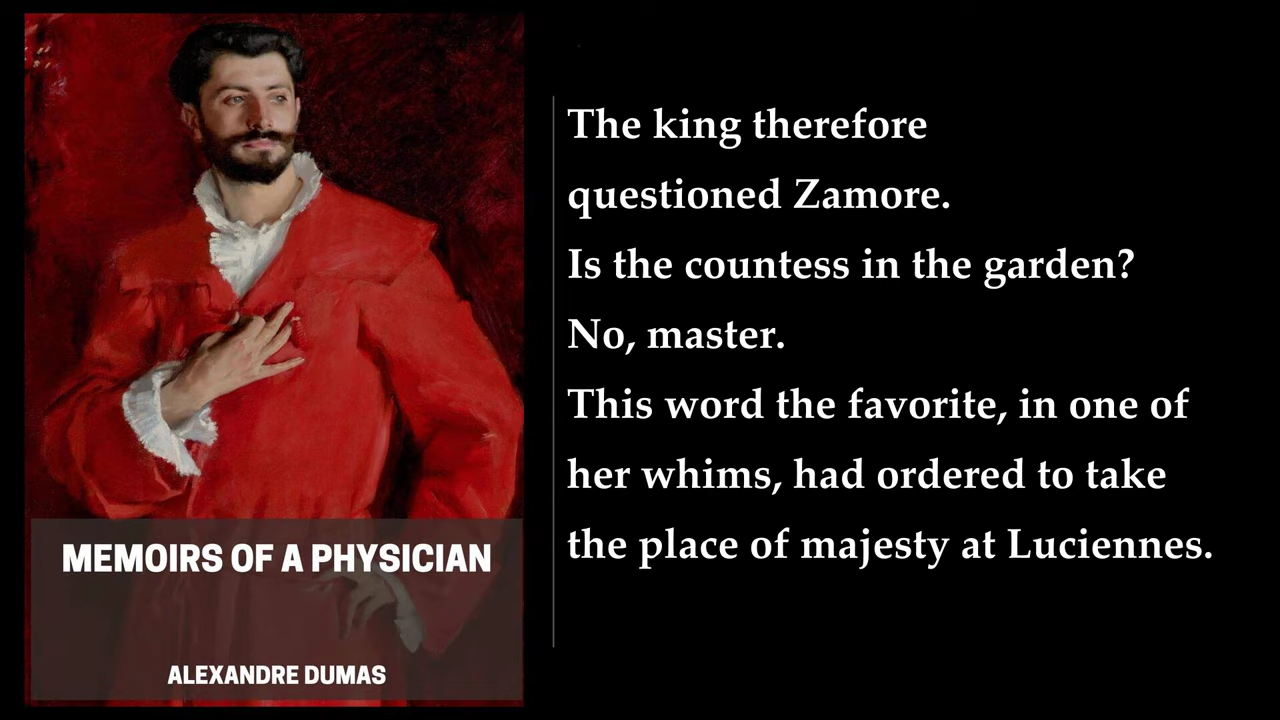 MEMOIRS OF A PHYSICIAN
ALEXANDRE DUMAS
The king therefore
questioned Zamore.
Is the countess in the garden?
No, master.
This word the favorite, in one of
her whims, had ordered to take
the place of majesty at Luciennes.